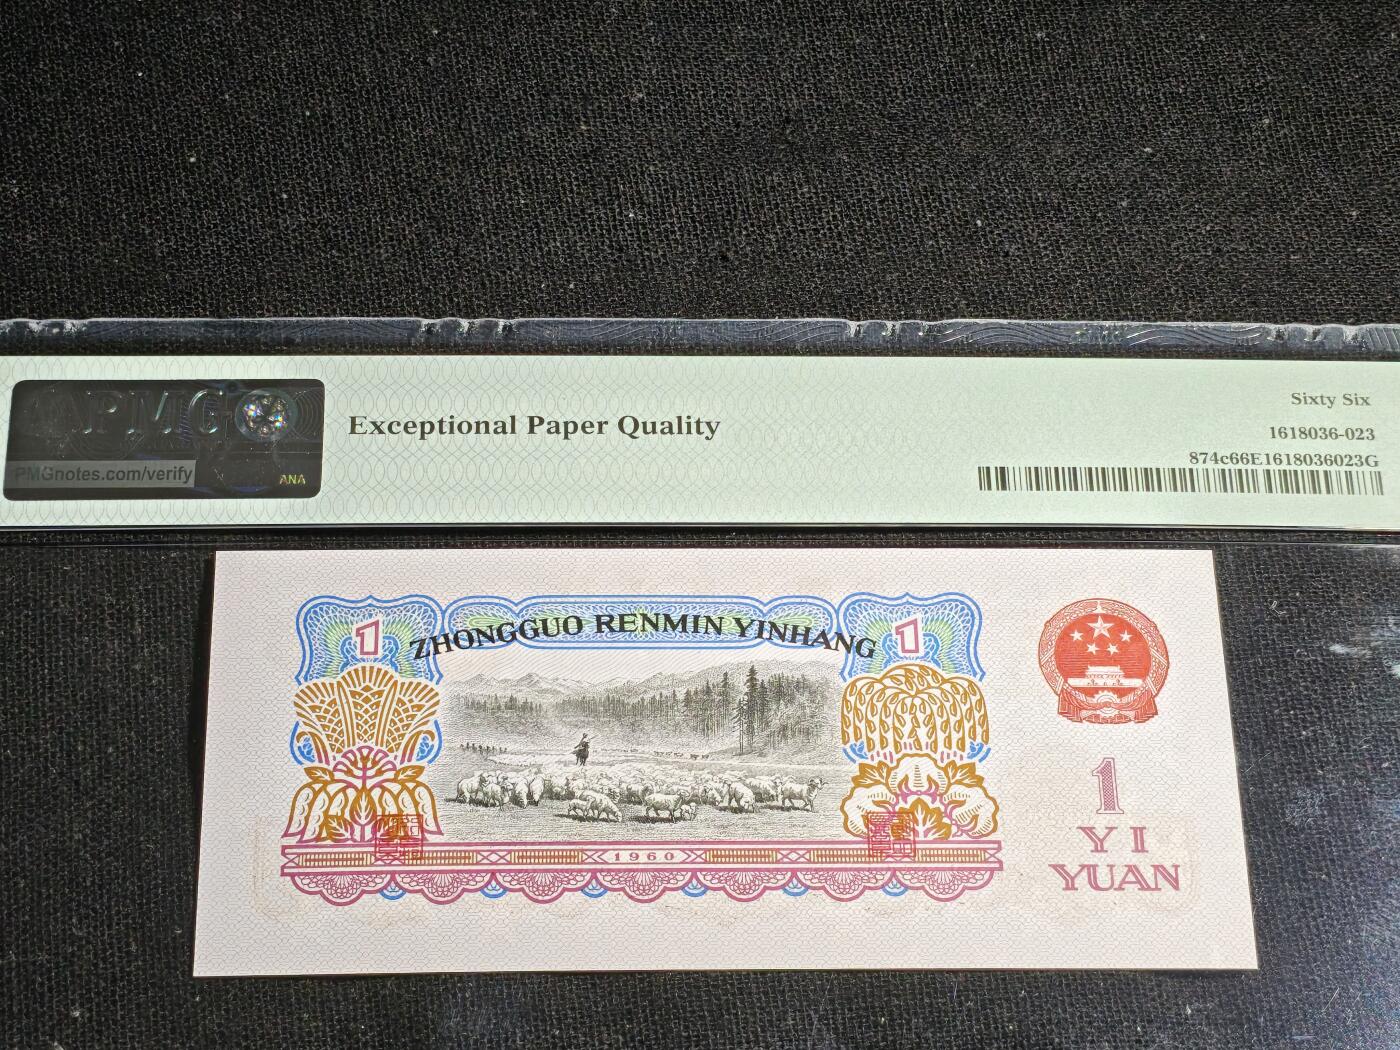 PMG
PMGnotes.com/verify
ANA
Exceptional Paper Quality
Sixty Six
1618036-023
874c66E1618036023G
1
ZHONGGUO RENMIN YINHANG
1
1960
1
YI
YUAN